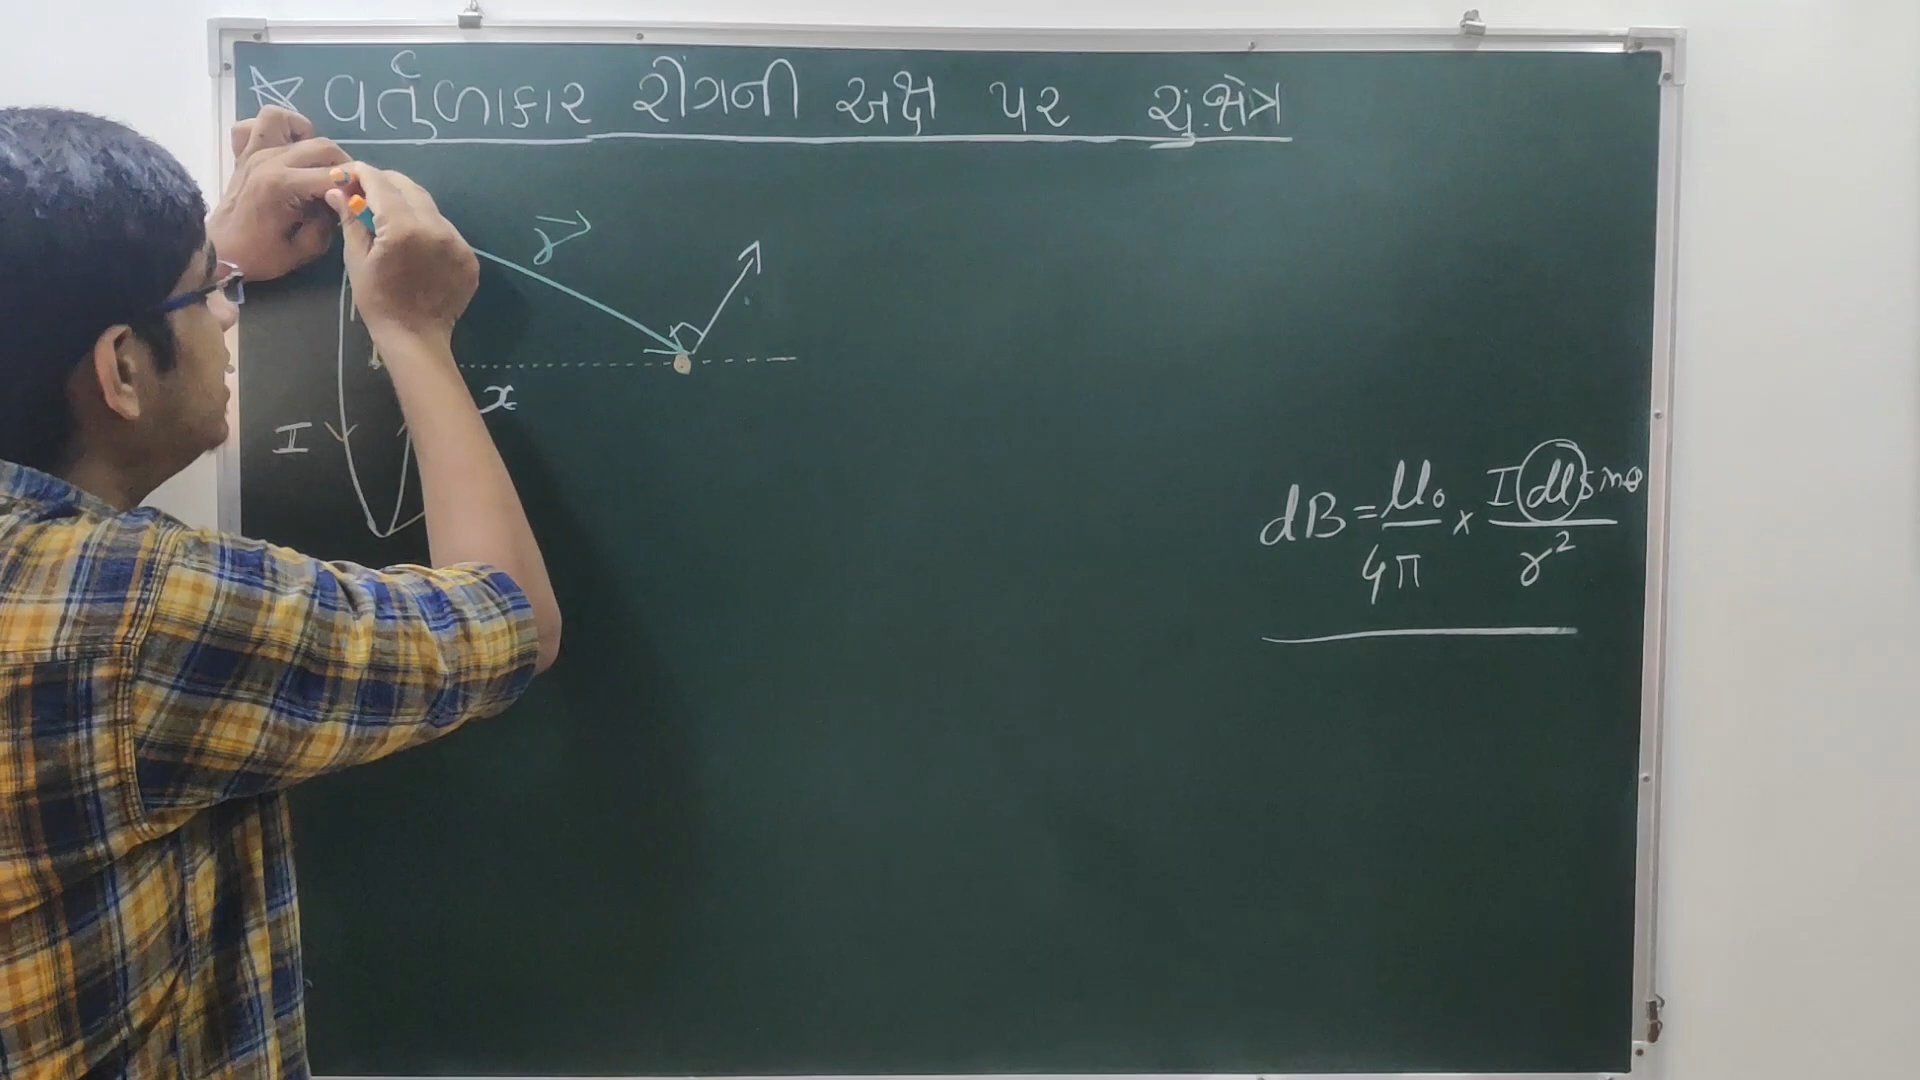 ☆ વર્તુળાકાર રીંગની અક્ષ પર ચું.ક્ષેત્ર
r⃗
x
I
dB = μ₀/4π × I dl sinθ / r²